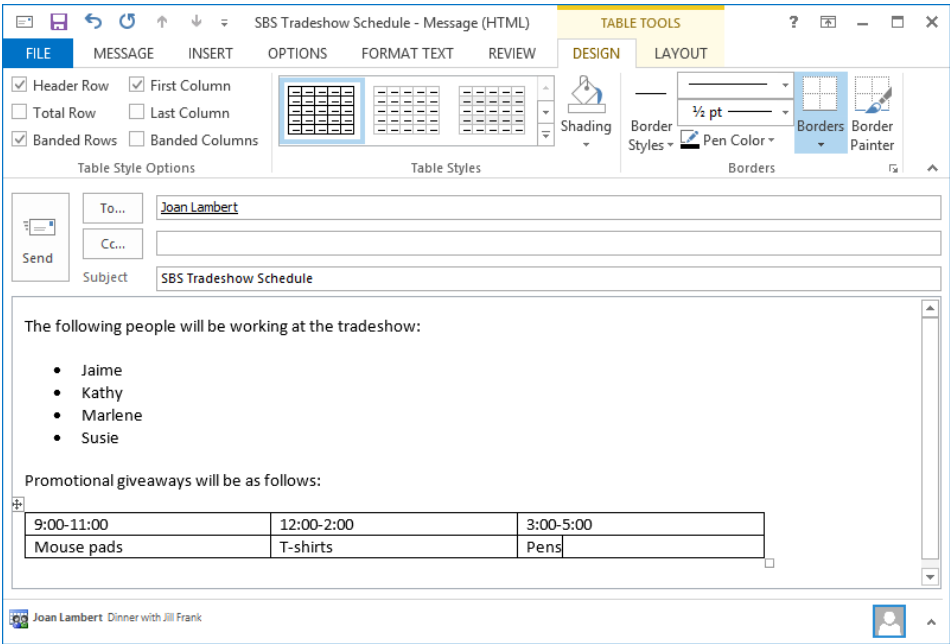 SBS Tradeshow Schedule - Message (HTML) TABLE TOOLS ?
FILE MESSAGE INSERT OPTIONS FORMAT TEXT REVIEW DESIGN LAYOUT
Header Row First Column
Total Row Last Column
Banded Rows Banded Columns
Table Style Options
Table Styles
Shading
Border
Styles
½ pt
Pen Color
Borders
Border
Painter
Borders
Send
To...
Joan Lambert
Cc...
Subject
SBS Tradeshow Schedule
The following people will be working at the tradeshow:
• Jaime
• Kathy
• Marlene
• Susie
Promotional giveaways will be as follows:
9:00-11:00 12:00-2:00 3:00-5:00
Mouse pads T-shirts Pens
Joan Lambert Dinner with Jill Frank